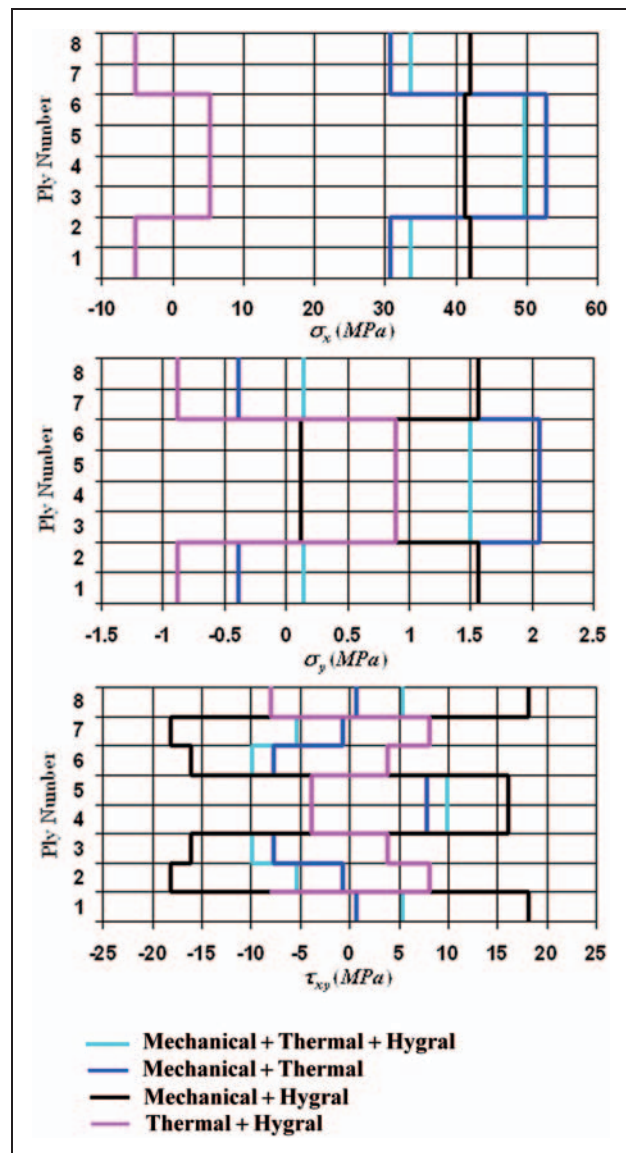 8
7
6
5
4
3
2
1
Ply Number
-10 0 10 20 30 40 50 60
σx (MPa)
8
7
6
5
4
3
2
1
Ply Number
-1.5 -1 -0.5 0 0.5 1 1.5 2 2.5
σy (MPa)
8
7
6
5
4
3
2
1
Ply Number
-25 -20 -15 -10 -5 0 5 10 15 20 25
τxy (MPa)
Mechanical + Thermal + Hygral
Mechanical + Thermal
Mechanical + Hygral
Thermal + Hygral